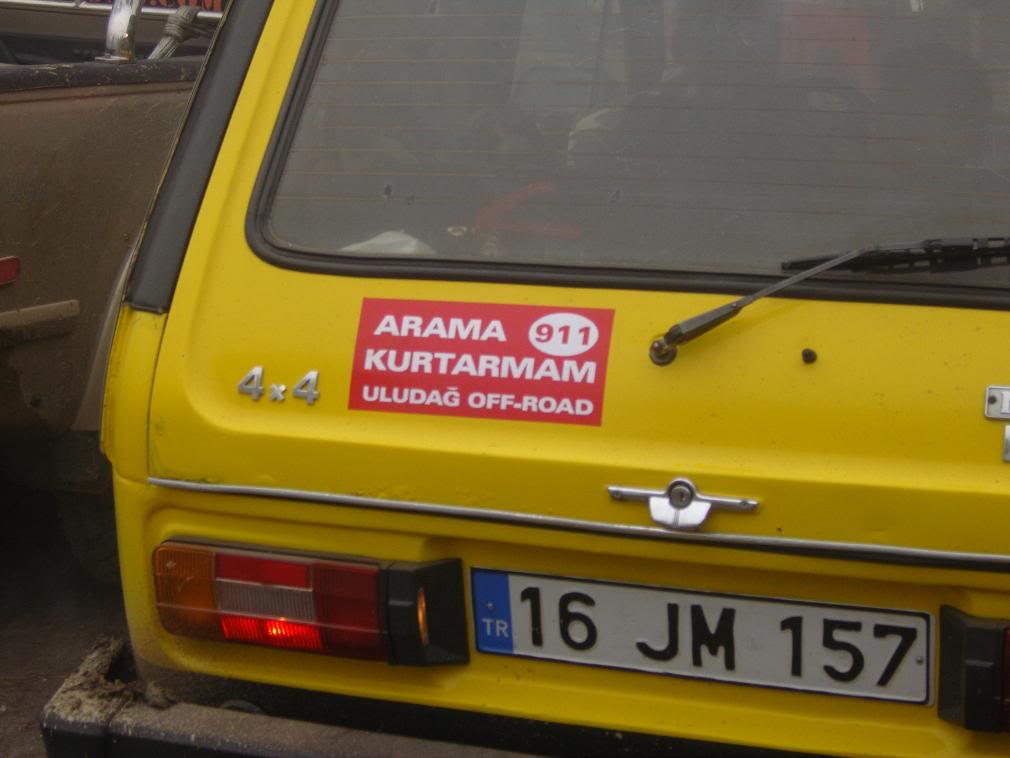 ARAMA 911
KURTARMAM
ULUDAĞ OFF-ROAD
4x4
TR 16 JM 157